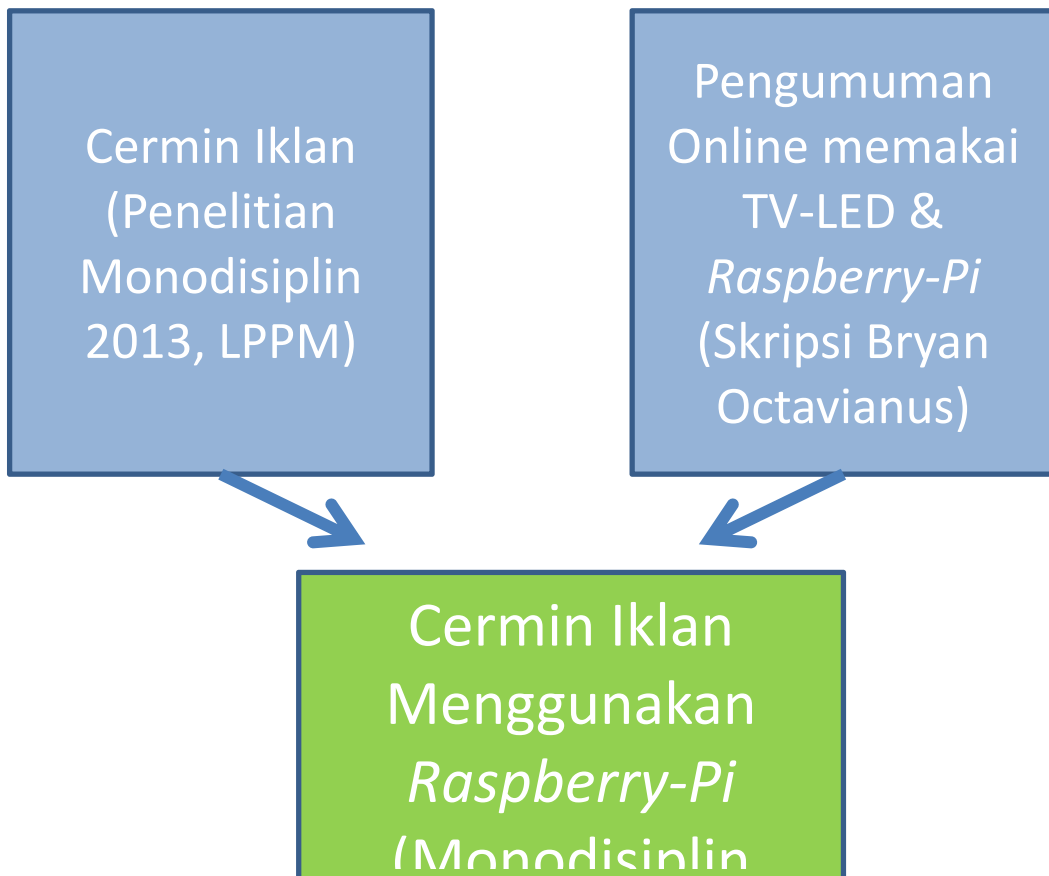 Cermin Iklan
(Penelitian
Monodisiplin
2013, LPPM)
Pengumuman
Online memakai
TV-LED &
Raspberry-Pi
(Skripsi Bryan
Octavianus)
Cermin Iklan
Menggunakan
Raspberry-Pi
(Monodisiplin